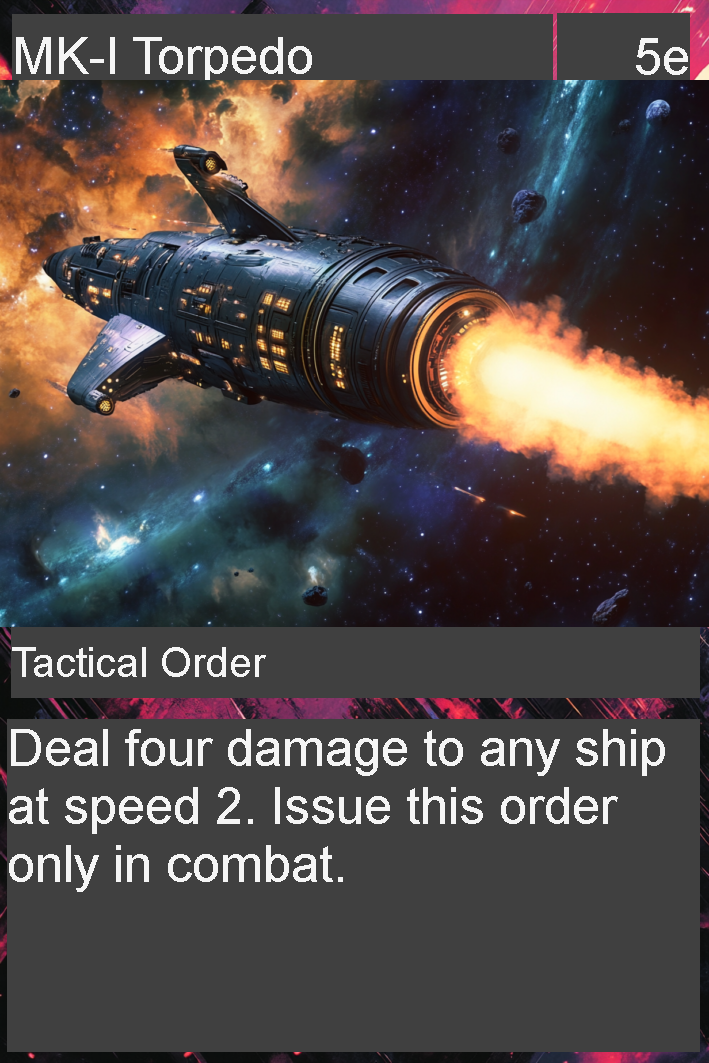 MK-I Torpedo
5e
Tactical Order
Deal four damage to any ship
at speed 2. Issue this order
only in combat.